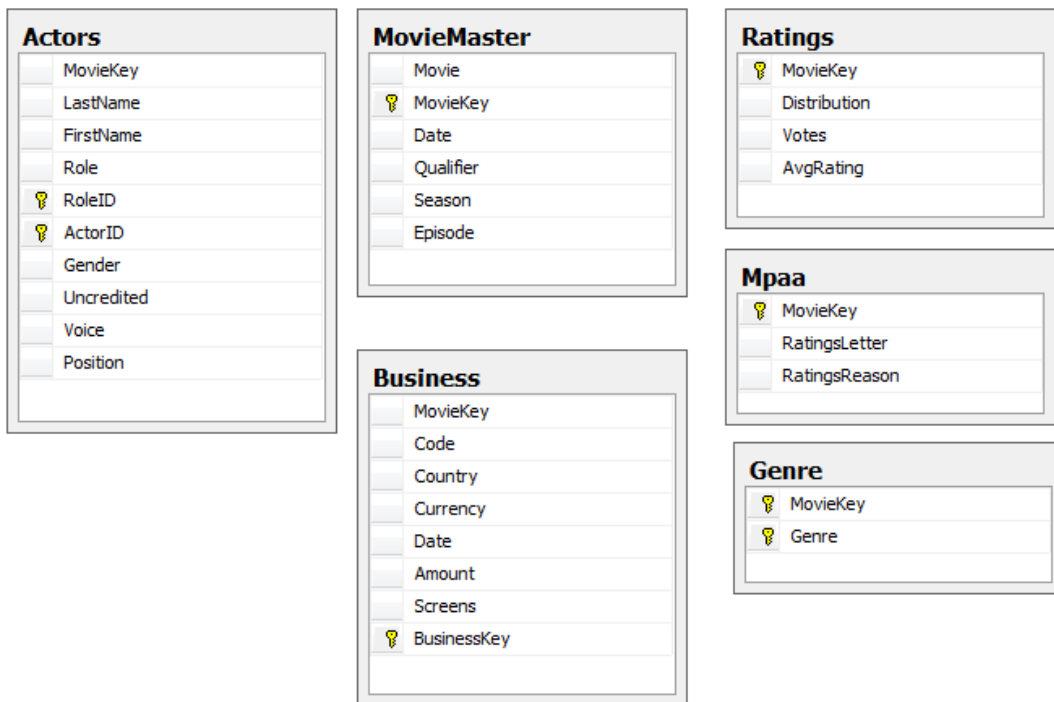 Actors
MovieKey
LastName
FirstName
Role
RoleID
ActorID
Gender
Uncredited
Voice
Position
MovieMaster
Movie
MovieKey
Date
Qualifier
Season
Episode
Business
MovieKey
Code
Country
Currency
Date
Amount
Screens
BusinessKey
Ratings
MovieKey
Distribution
Votes
AvgRating
Mpaa
MovieKey
RatingsLetter
RatingsReason
Genre
MovieKey
Genre